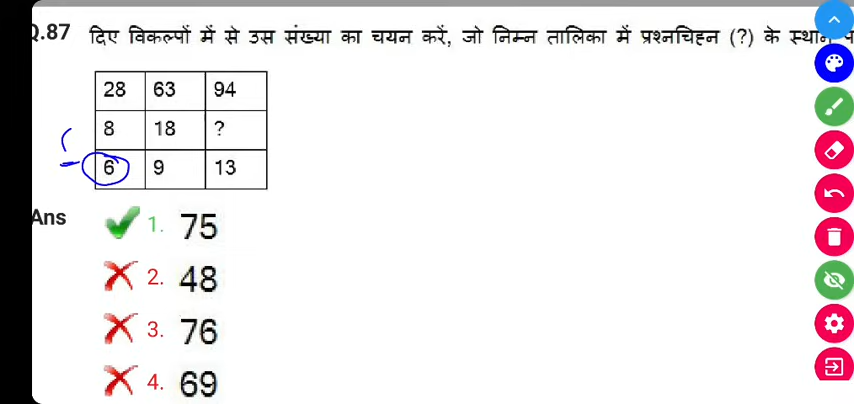 Q.87 दिए विकल्पों में से उस संख्या का चयन करें, जो निम्न तालिका में प्रश्नचिह्न (?) के स्थान
28 63 94
8 18 ?
6 9 13
Ans 1. 75
2. 48
3. 76
4. 69